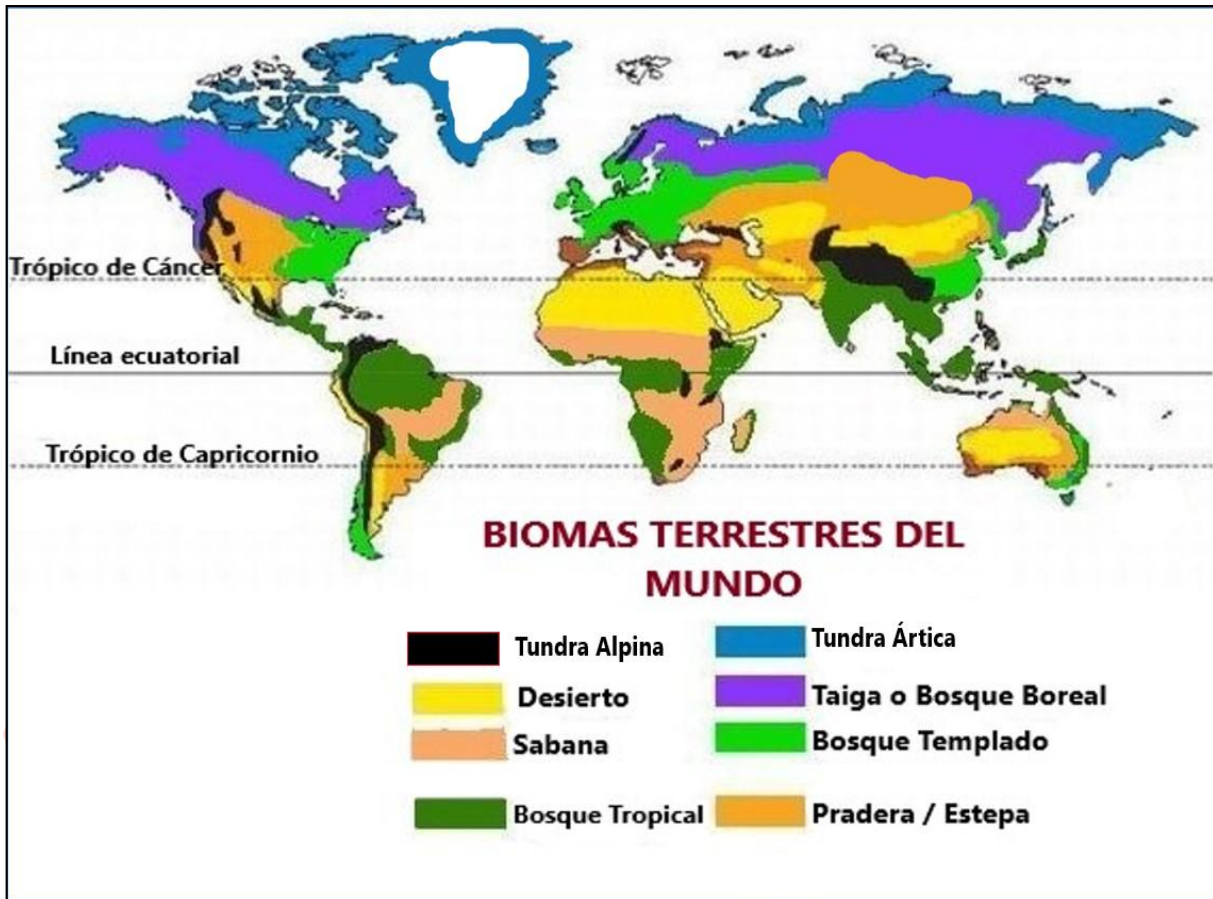 Trópico de Cáncer
Línea ecuatorial
Trópico de Capricornio
BIOMAS TERRESTRES DEL
MUNDO
Tundra Alpina
Tundra Ártica
Desierto
Taiga o Bosque Boreal
Sabana
Bosque Templado
Bosque Tropical
Pradera / Estepa